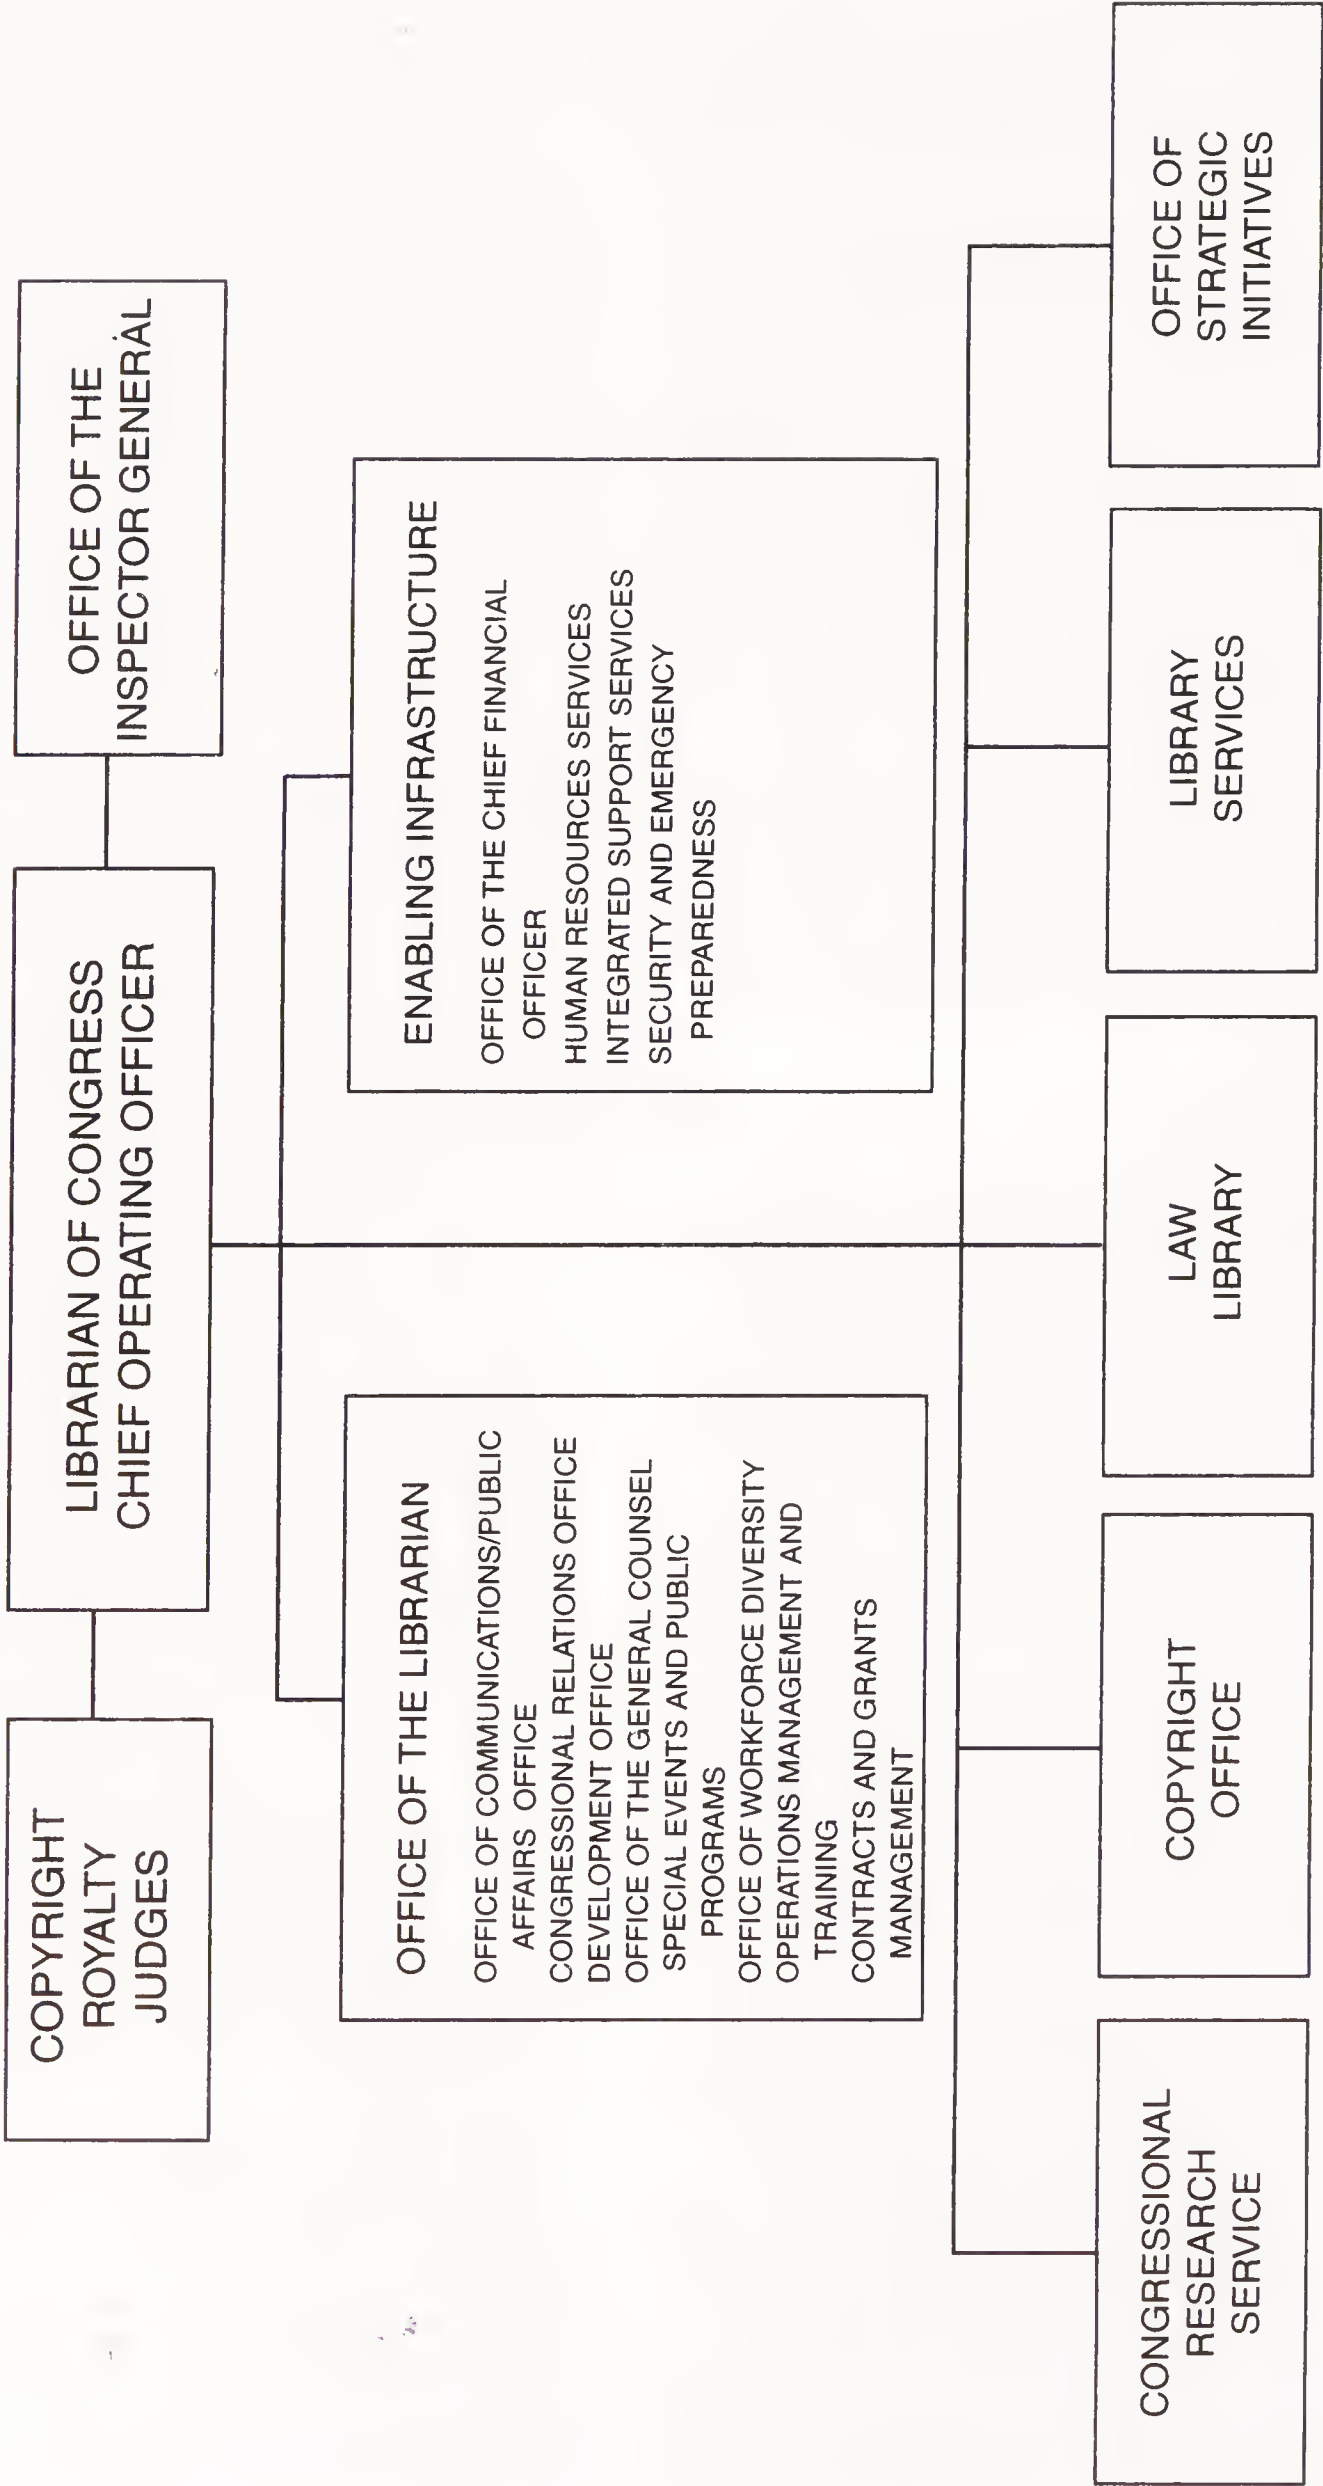 COPYRIGHT
ROYALTY
JUDGES
LIBRARIAN OF CONGRESS
CHIEF OPERATING OFFICER
OFFICE OF THE
INSPECTOR GENERAL
OFFICE OF THE LIBRARIAN
OFFICE OF COMMUNICATIONS/PUBLIC
AFFAIRS OFFICE
CONGRESSIONAL RELATIONS OFFICE
DEVELOPMENT OFFICE
OFFICE OF THE GENERAL COUNSEL
SPECIAL EVENTS AND PUBLIC
PROGRAMS
OFFICE OF WORKFORCE DIVERSITY
OPERATIONS MANAGEMENT AND
TRAINING
CONTRACTS AND GRANTS
MANAGEMENT
ENABLING INFRASTRUCTURE
OFFICE OF THE CHIEF FINANCIAL
OFFICER
HUMAN RESOURCES SERVICES
INTEGRATED SUPPORT SERVICES
SECURITY AND EMERGENCY
PREPAREDNESS
CONGRESSIONAL
RESEARCH
SERVICE
COPYRIGHT
OFFICE
LAW
LIBRARY
LIBRARY
SERVICES
OFFICE OF
STRATEGIC
INITIATIVES